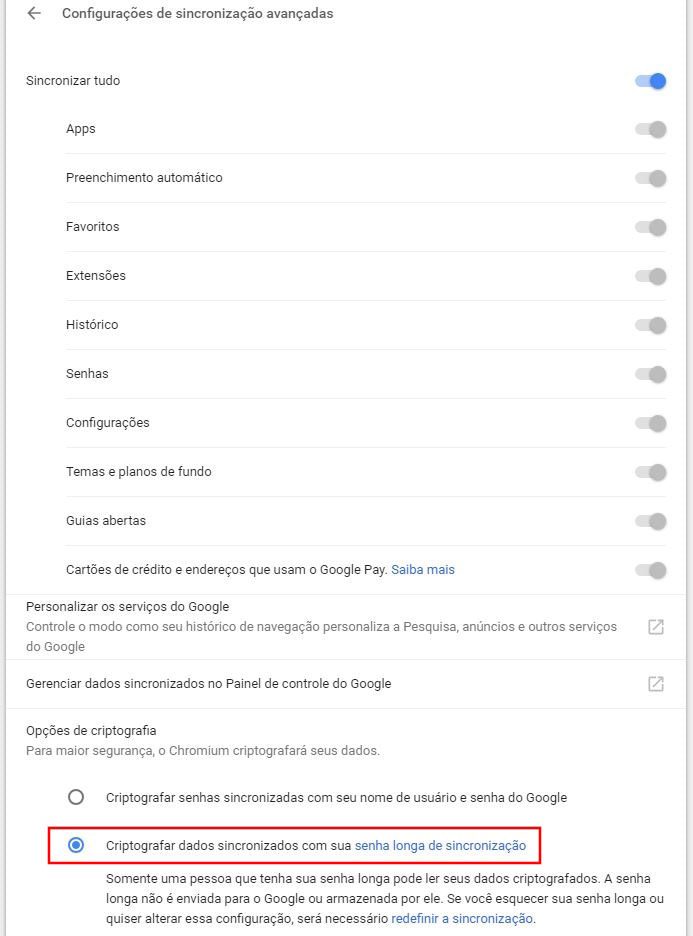 Configurações de sincronização avançadas
Sincronizar tudo
Apps
Preenchimento automático
Favoritos
Extensões
Histórico
Senhas
Configurações
Temas e planos de fundo
Guias abertas
Cartões de crédito e endereços que usam o Google Pay. Saiba mais
Personalizar os serviços do Google
Controle o modo como seu histórico de navegação personaliza a Pesquisa, anúncios e outros serviços
do Google
Gerenciar dados sincronizados no Painel de controle do Google
Opções de criptografia
Para maior segurança, o Chromium criptografará seus dados.
Criptografar senhas sincronizadas com seu nome de usuário e senha do Google
Criptografar dados sincronizados com sua senha longa de sincronização
Somente uma pessoa que tenha sua senha longa pode ler seus dados criptografados. A senha
longa não é enviada para o Google ou armazenada por ele. Se você esquecer sua senha longa ou
quiser alterar essa configuração, será necessário redefinir a sincronização.